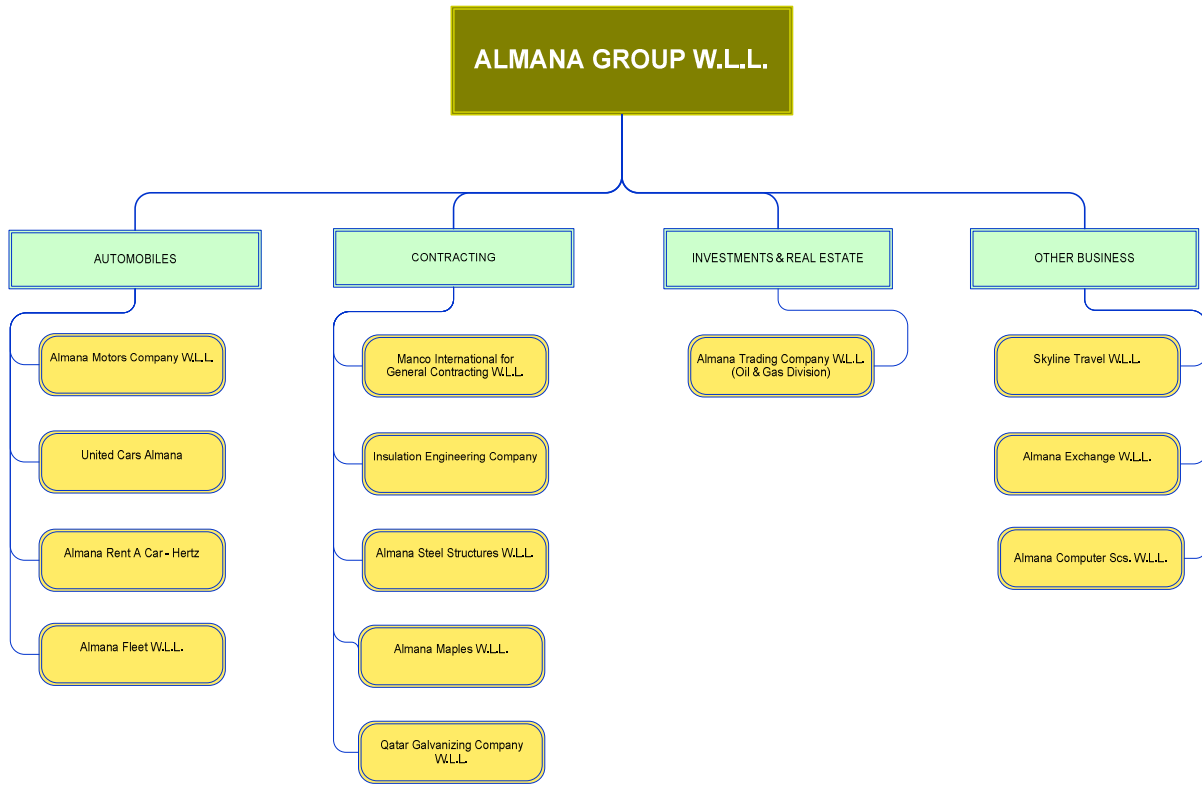 ALMANA GROUP W.L.L.
AUTOMOBILES
CONTRACTING
INVESTMENTS & REAL ESTATE
OTHER BUSINESS
Almana Motors Company W.L.L.
United Cars Almana
Almana Rent A Car - Hertz
Almana Fleet W.L.L.
Manco International for
General Contracting W.L.L.
Insulation Engineering Company
Almana Steel Structures W.L.L.
Almana Maples W.L.L.
Qatar Galvanizing Company
W.L.L.
Almana Trading Company W.L.L.
(Oil & Gas Division)
Skyline Travel W.L.L.
Almana Exchange W.L.L.
Almana Computer Scs. W.L.L.